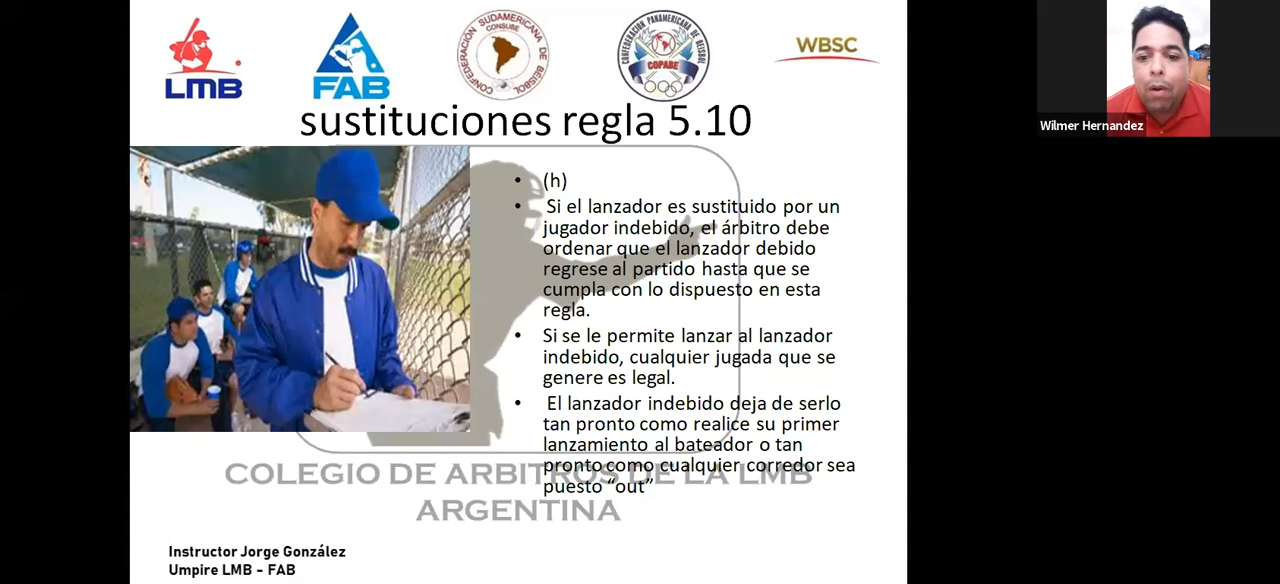 LMB
FAB
CONFEDERACIÓN SUDAMERICANA DE BEISBOL
CONSUBE
CONFEDERACION PANAMERICANA DE BEISBOL
COPABE
WBSC
Wilmer Hernandez
sustituciones regla 5.10
• (h)
• Si el lanzador es sustituido por un
jugador indebido, el árbitro debe
ordenar que el lanzador debido
regrese al partido hasta que se
cumpla con lo dispuesto en esta
regla.
• Si se le permite lanzar al lanzador
indebido, cualquier jugada que se
genere es legal.
• El lanzador indebido deja de serlo
tan pronto como realice su primer
lanzamiento al bateador o tan
pronto como cualquier corredor sea
puesto “out”
COLEGIO DE ARBITROS DE LA LMB
ARGENTINA
Instructor Jorge González
Umpire LMB - FAB